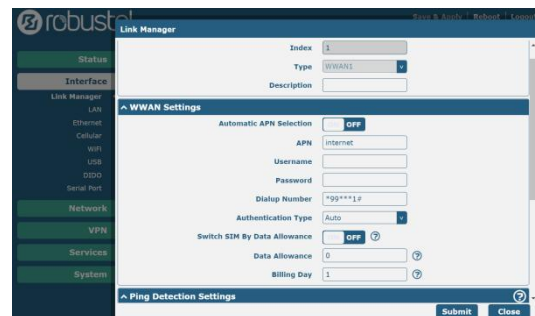 robustel
Save & Apply | Reboot | Logout
Link Manager
Index 1
Status
Type WWAN1 v
Interface
Description
Link Manager
LAN
^ WWAN Settings
Ethernet
Automatic APN Selection OFF
Cellular
APN internet
WiFi
Username
USB
Password
DIDO
Serial Port
Dialup Number *99***1#
Network
Authentication Type Auto v
VPN
Switch SIM By Data Allowance OFF ?
Services
Data Allowance 0 ?
System
Billing Day 1 ?
^ Ping Detection Settings ?
Submit Close